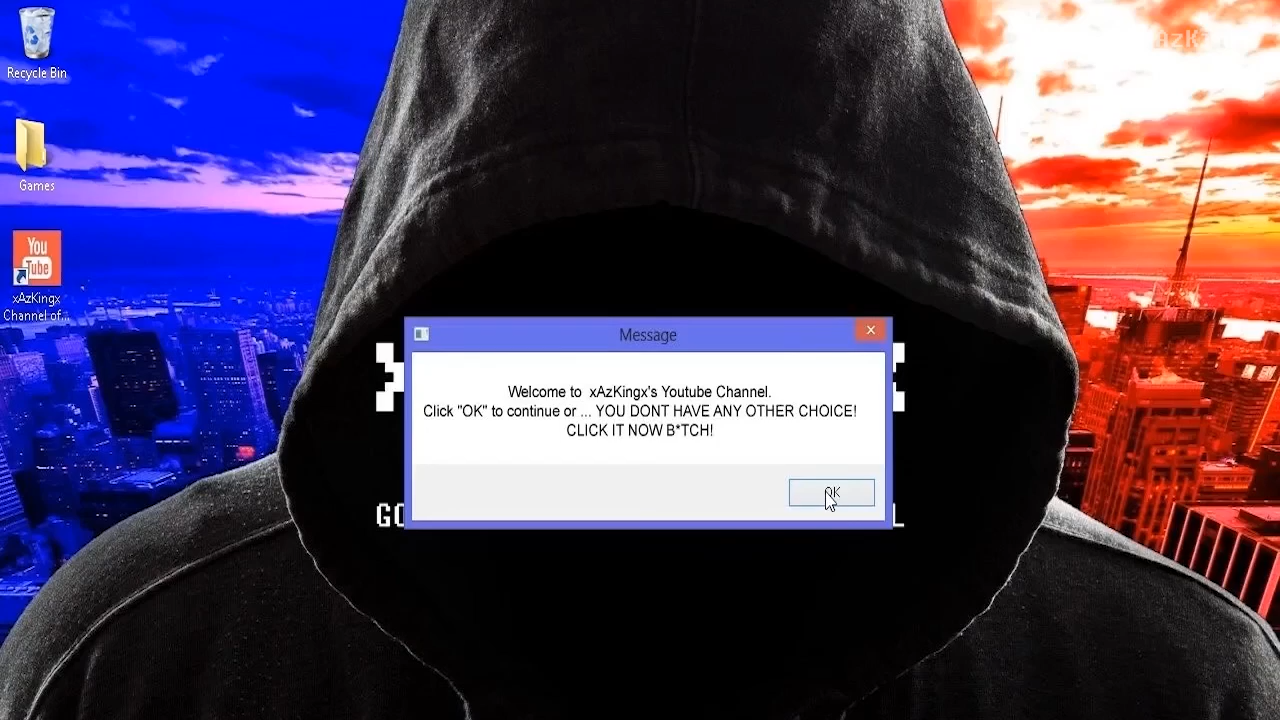 Recycle Bin
Games
You
Tube
xAzKingx
Channel of...
Message
Welcome to  xAzKingx's Youtube Channel.
Click "OK" to continue or ... YOU DONT HAVE ANY OTHER CHOICE!
CLICK IT NOW B*TCH!
OK